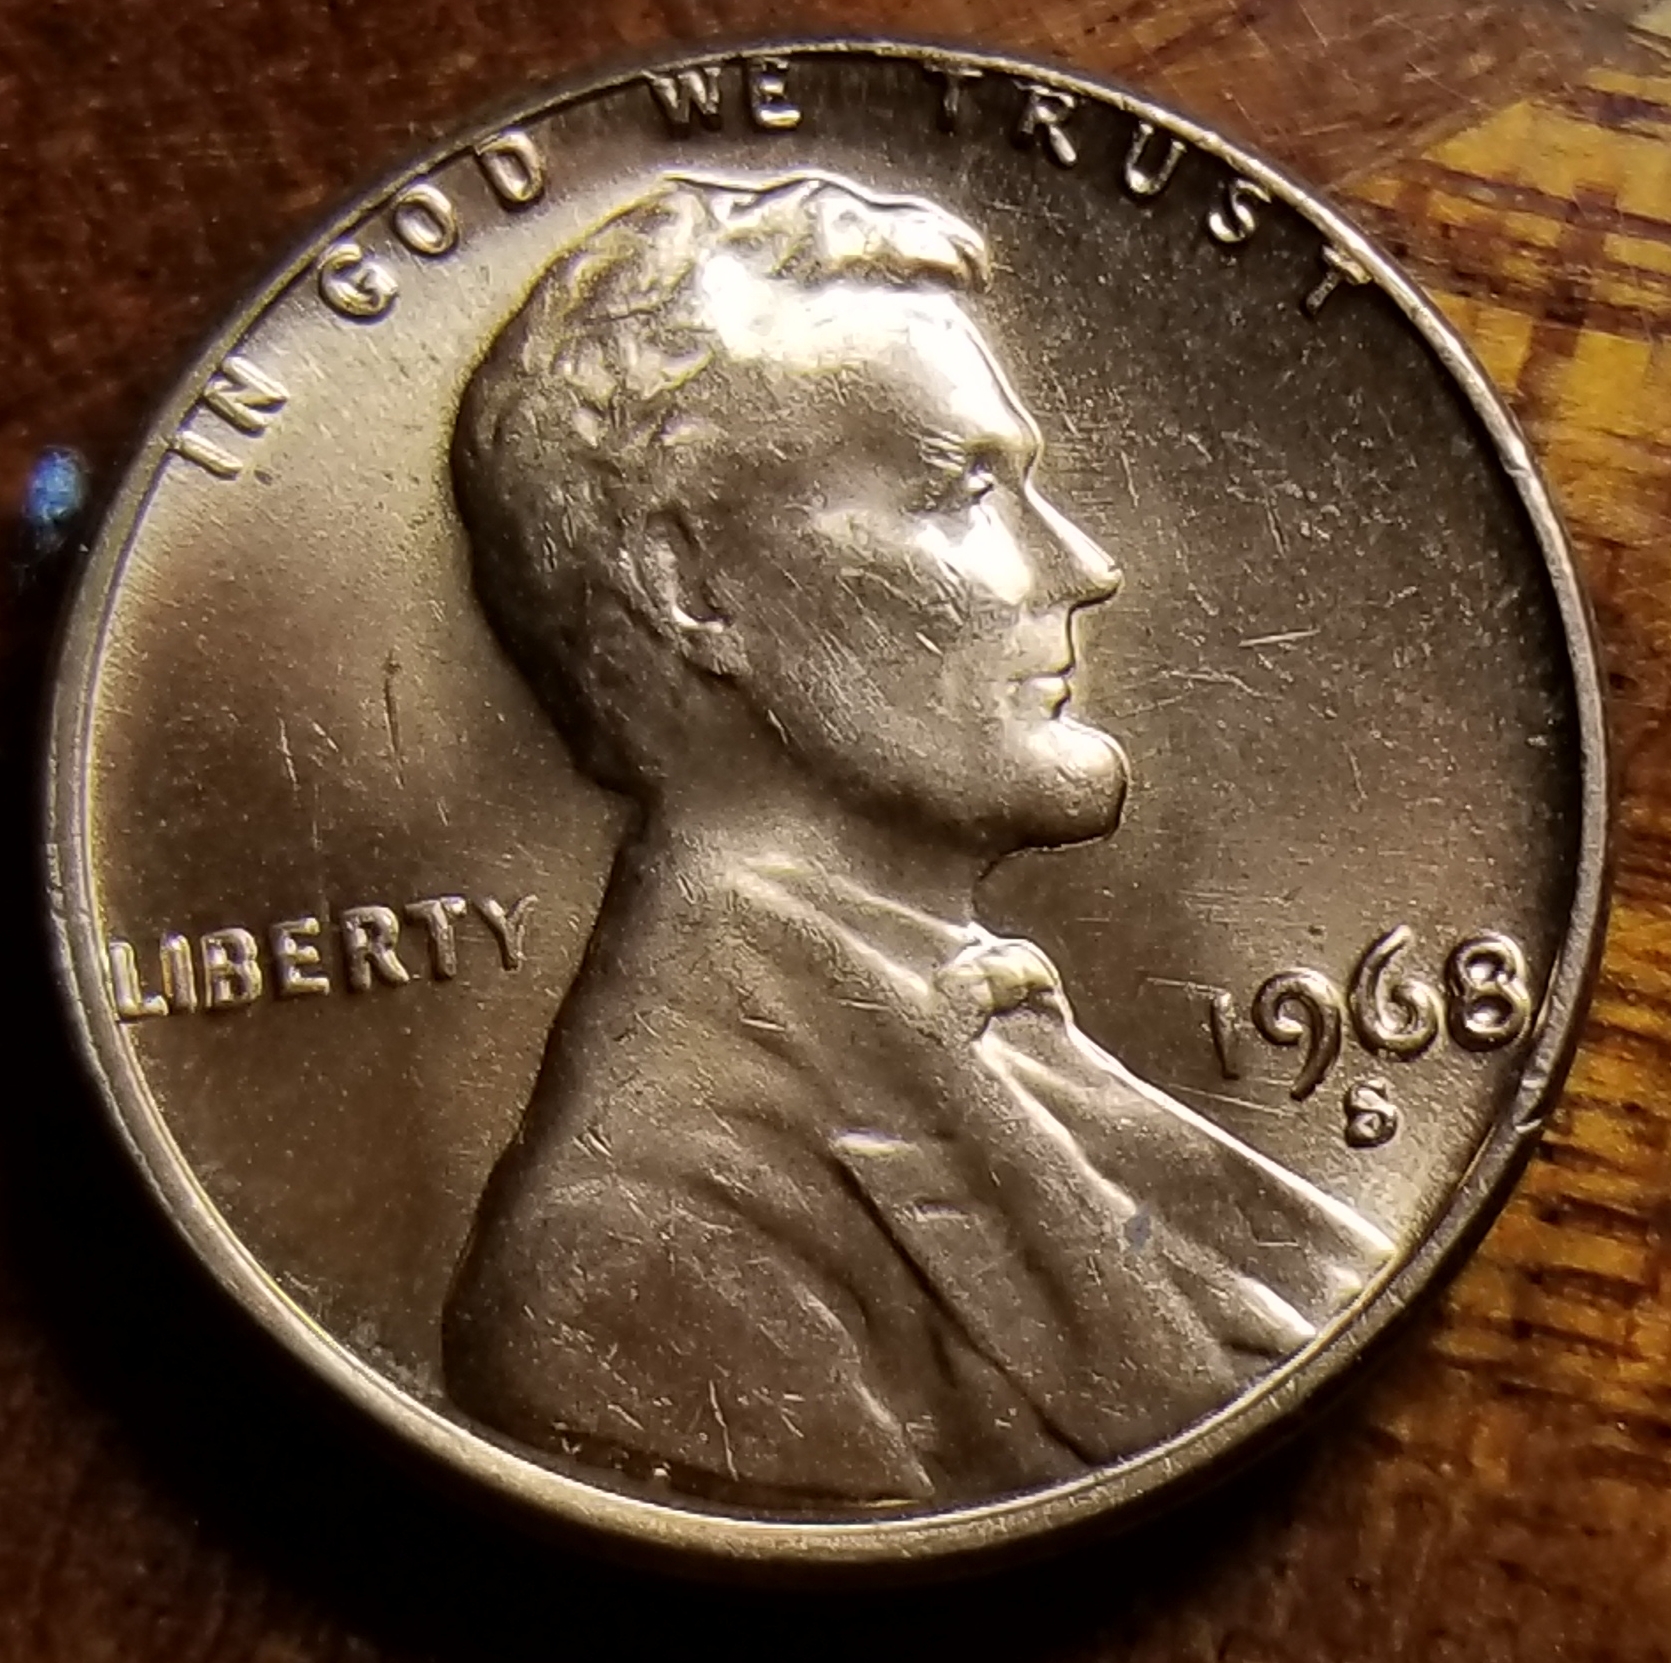 IN GOD WE TRUST
LIBERTY
1968
S